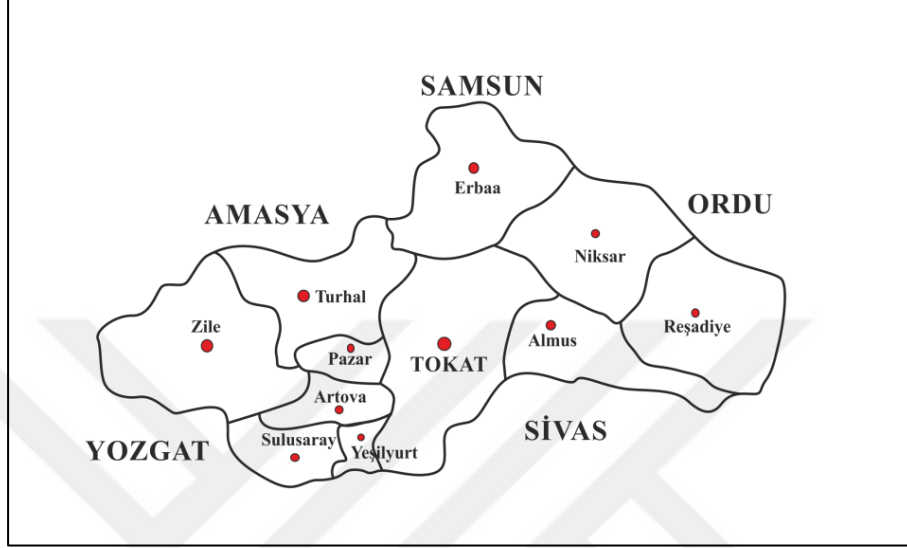 SAMSUN
Erbaa
ORDU
AMASYA
Niksar
Turhal
Zile
Reşadiye
Pazar
TOKAT
Almus
Artova
SİVAS
YOZGAT
Sulusaray
Yeşilyurt